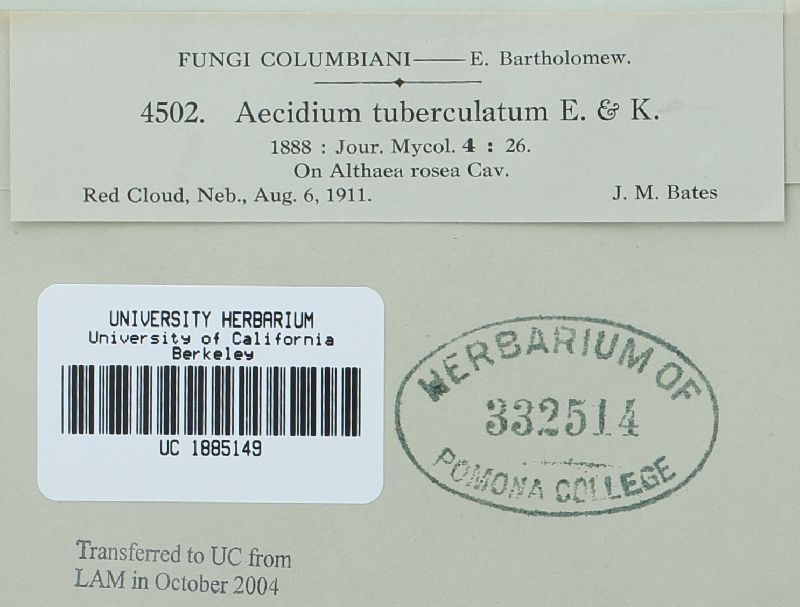 FUNGI COLUMBIANI—E. Bartholomew.
4502. Aecidium tuberculatum E. & K.
1888 : Jour. Mycol. 4 : 26.
On Althaea rosea Cav.
Red Cloud, Neb., Aug. 6, 1911. J. M. Bates
UNIVERSITY HERBARIUM
University of California
Berkeley
UC 1885149
HERBARIUM OF
332514
POMONA COLLEGE
Transferred to UC from
LAM in October 2004